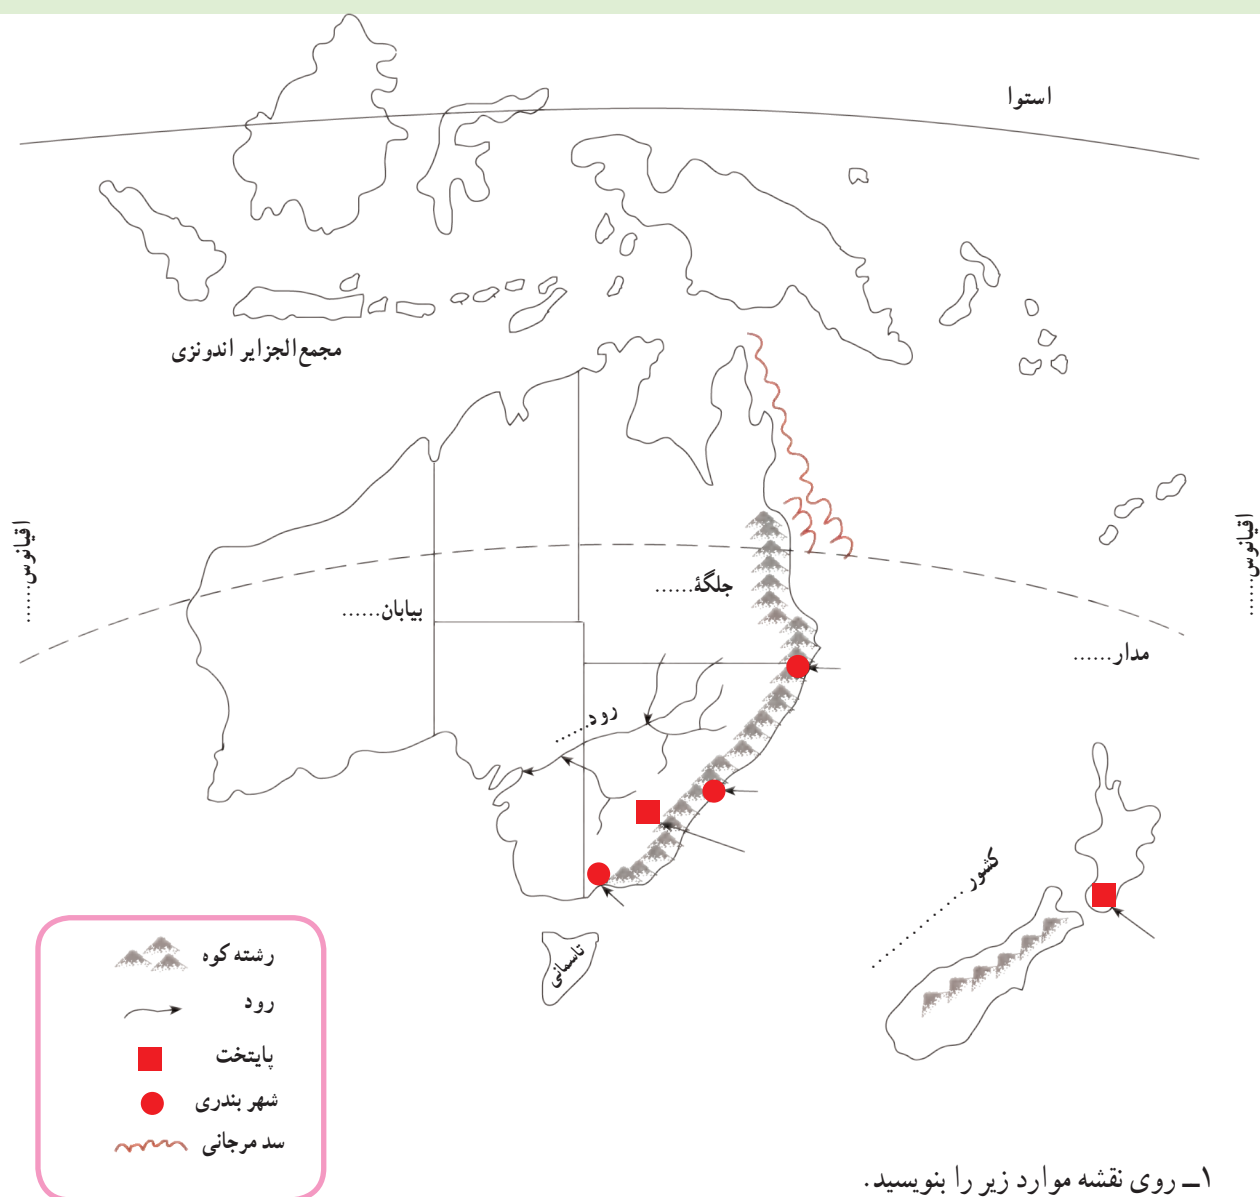 استوا
مجمع‌الجزایر اندونزی
اقیانوس......
اقیانوس......
جلگهٔ......
بیابان......
مدار......
رود......
کشور ..............
تاسمانی
رشته کوه
رود
پایتخت
شهر بندری
سد مرجانی
۱ــ روی نقشه موارد زیر را بنویسید.